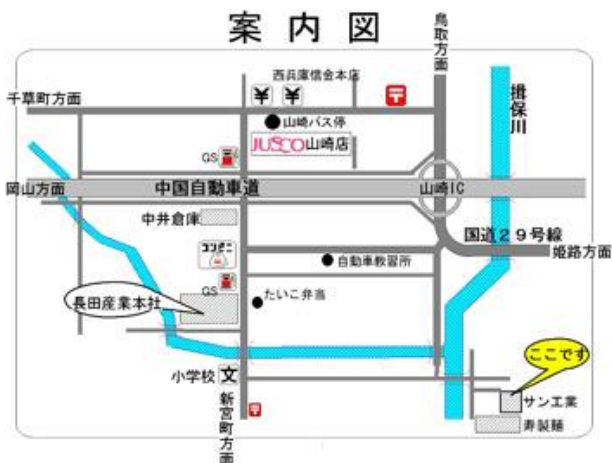 案内図
鳥取方面
西兵庫信金本店
¥ ¥
〒
千草町方面
揖保川
山崎バス停
JUSCO山崎店
GS
岡山方面
中国自動車道
山崎IC
中井倉庫
国道29号線
姫路方面
コンビニ
自動車教習所
GS
長田産業本社
たいこ弁当
ここです
小学校 文
サン工業
新宮町方面
〒
寿製麺